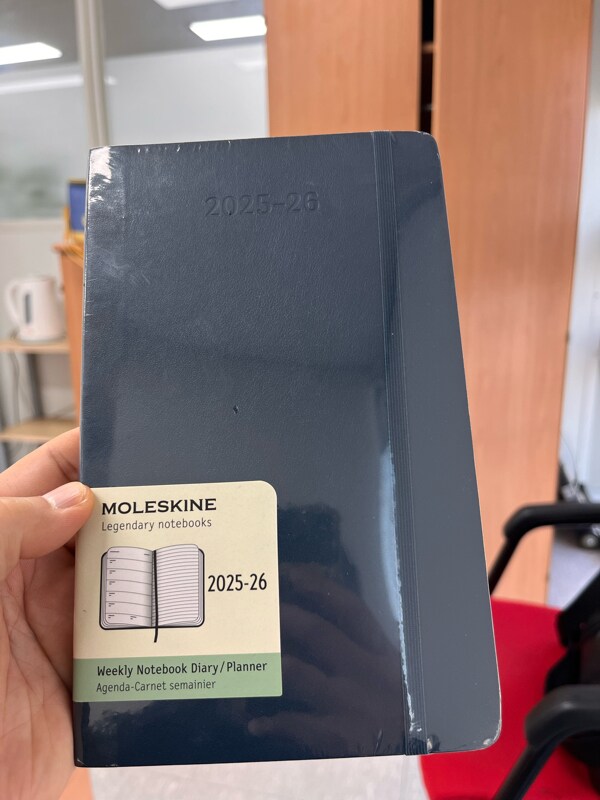 2025-26
MOLESKINE
Legendary notebooks
2025-26
Weekly Notebook Diary/Planner
Agenda-Carnet semainier